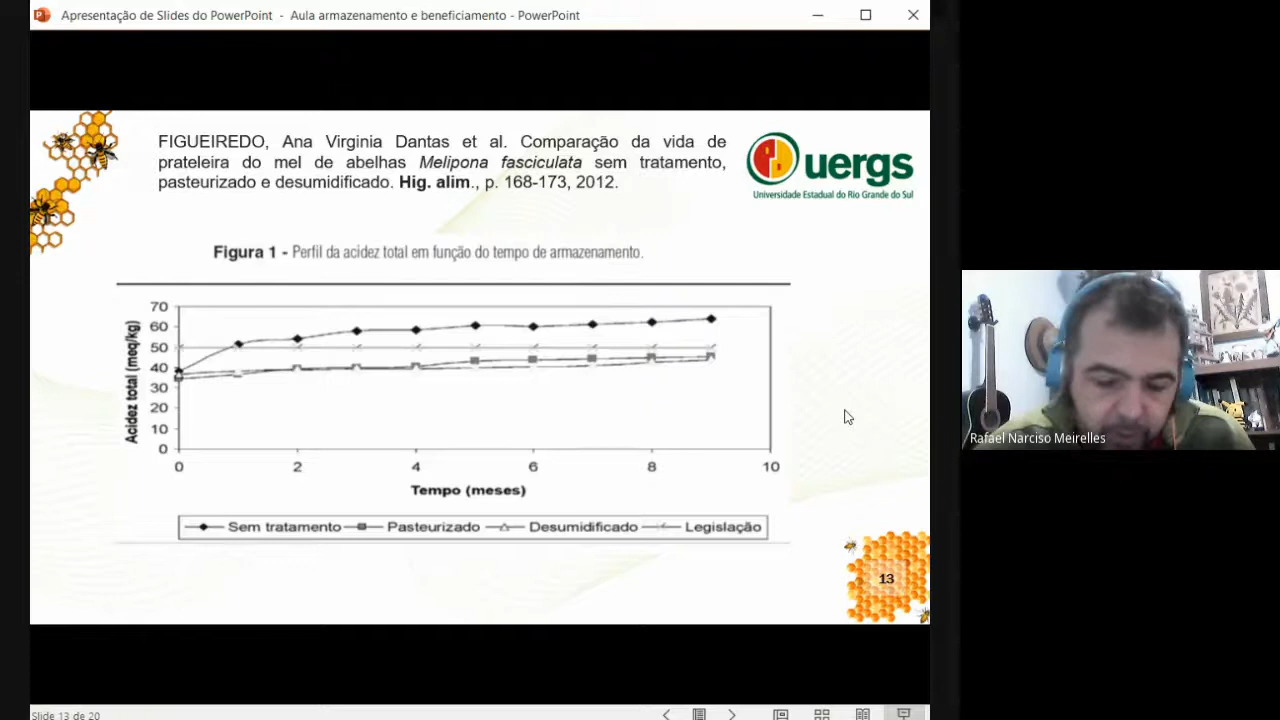 Apresentação de Slides do PowerPoint - Aula armazenamento e beneficiamento - PowerPoint
FIGUEIREDO, Ana Virginia Dantas et al. Comparação da vida de
prateleira do mel de abelhas Melipona fasciculata sem tratamento,
pasteurizado e desumidificado. Hig. alim., p. 168-173, 2012.
uergs
Universidade Estadual do Rio Grande do Sul
Figura 1 - Perfil da acidez total em função do tempo de armazenamento.
Acidez total (meq/kg)
70
60
50
40
30
20
10
0
0 2 4 6 8 10
Tempo (meses)
Sem tratamento Pasteurizado Desumidificado Legislação
13
Rafael Narciso Meirelles
Slide 13 de 20